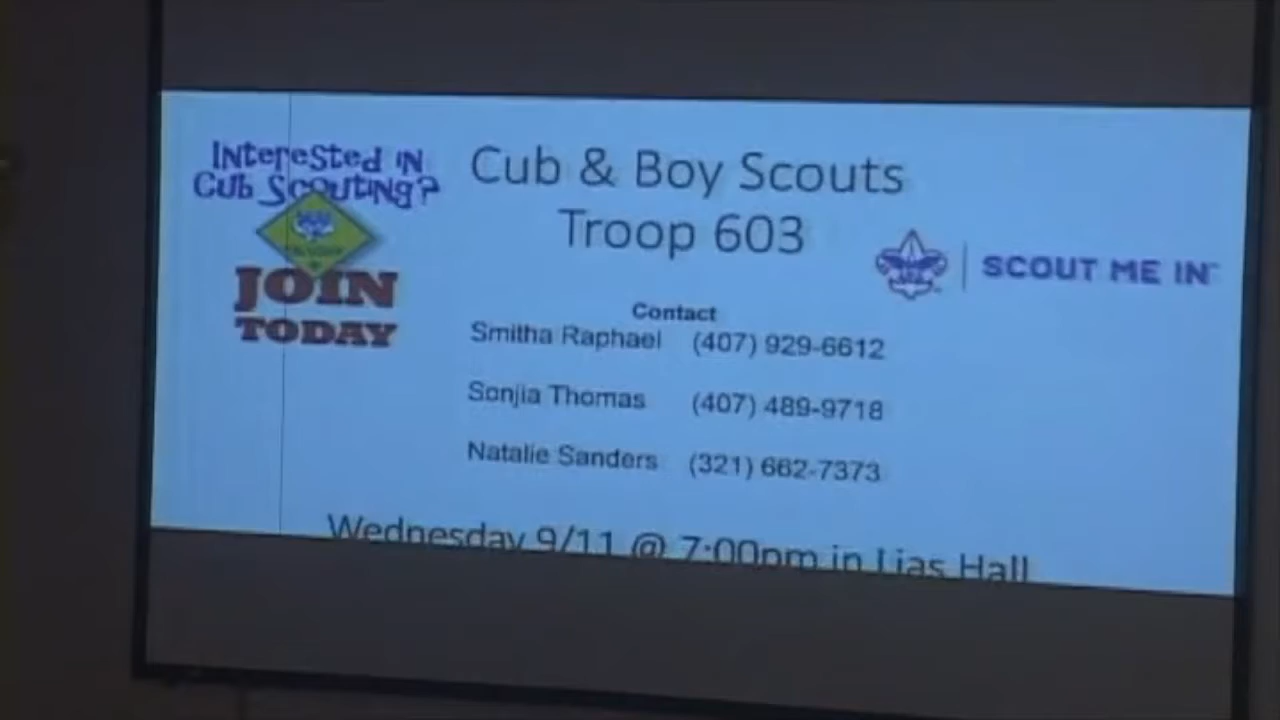 Interested in
Cub Scouting?
JOIN
TODAY
Cub & Boy Scouts
Troop 603
SCOUT ME IN™
Contact
Smitha Raphael (407) 929-6612
Sonjia Thomas (407) 489-9718
Natalie Sanders (321) 662-7373
Wednesday 9/11 @ 7:00pm in Lias Hall